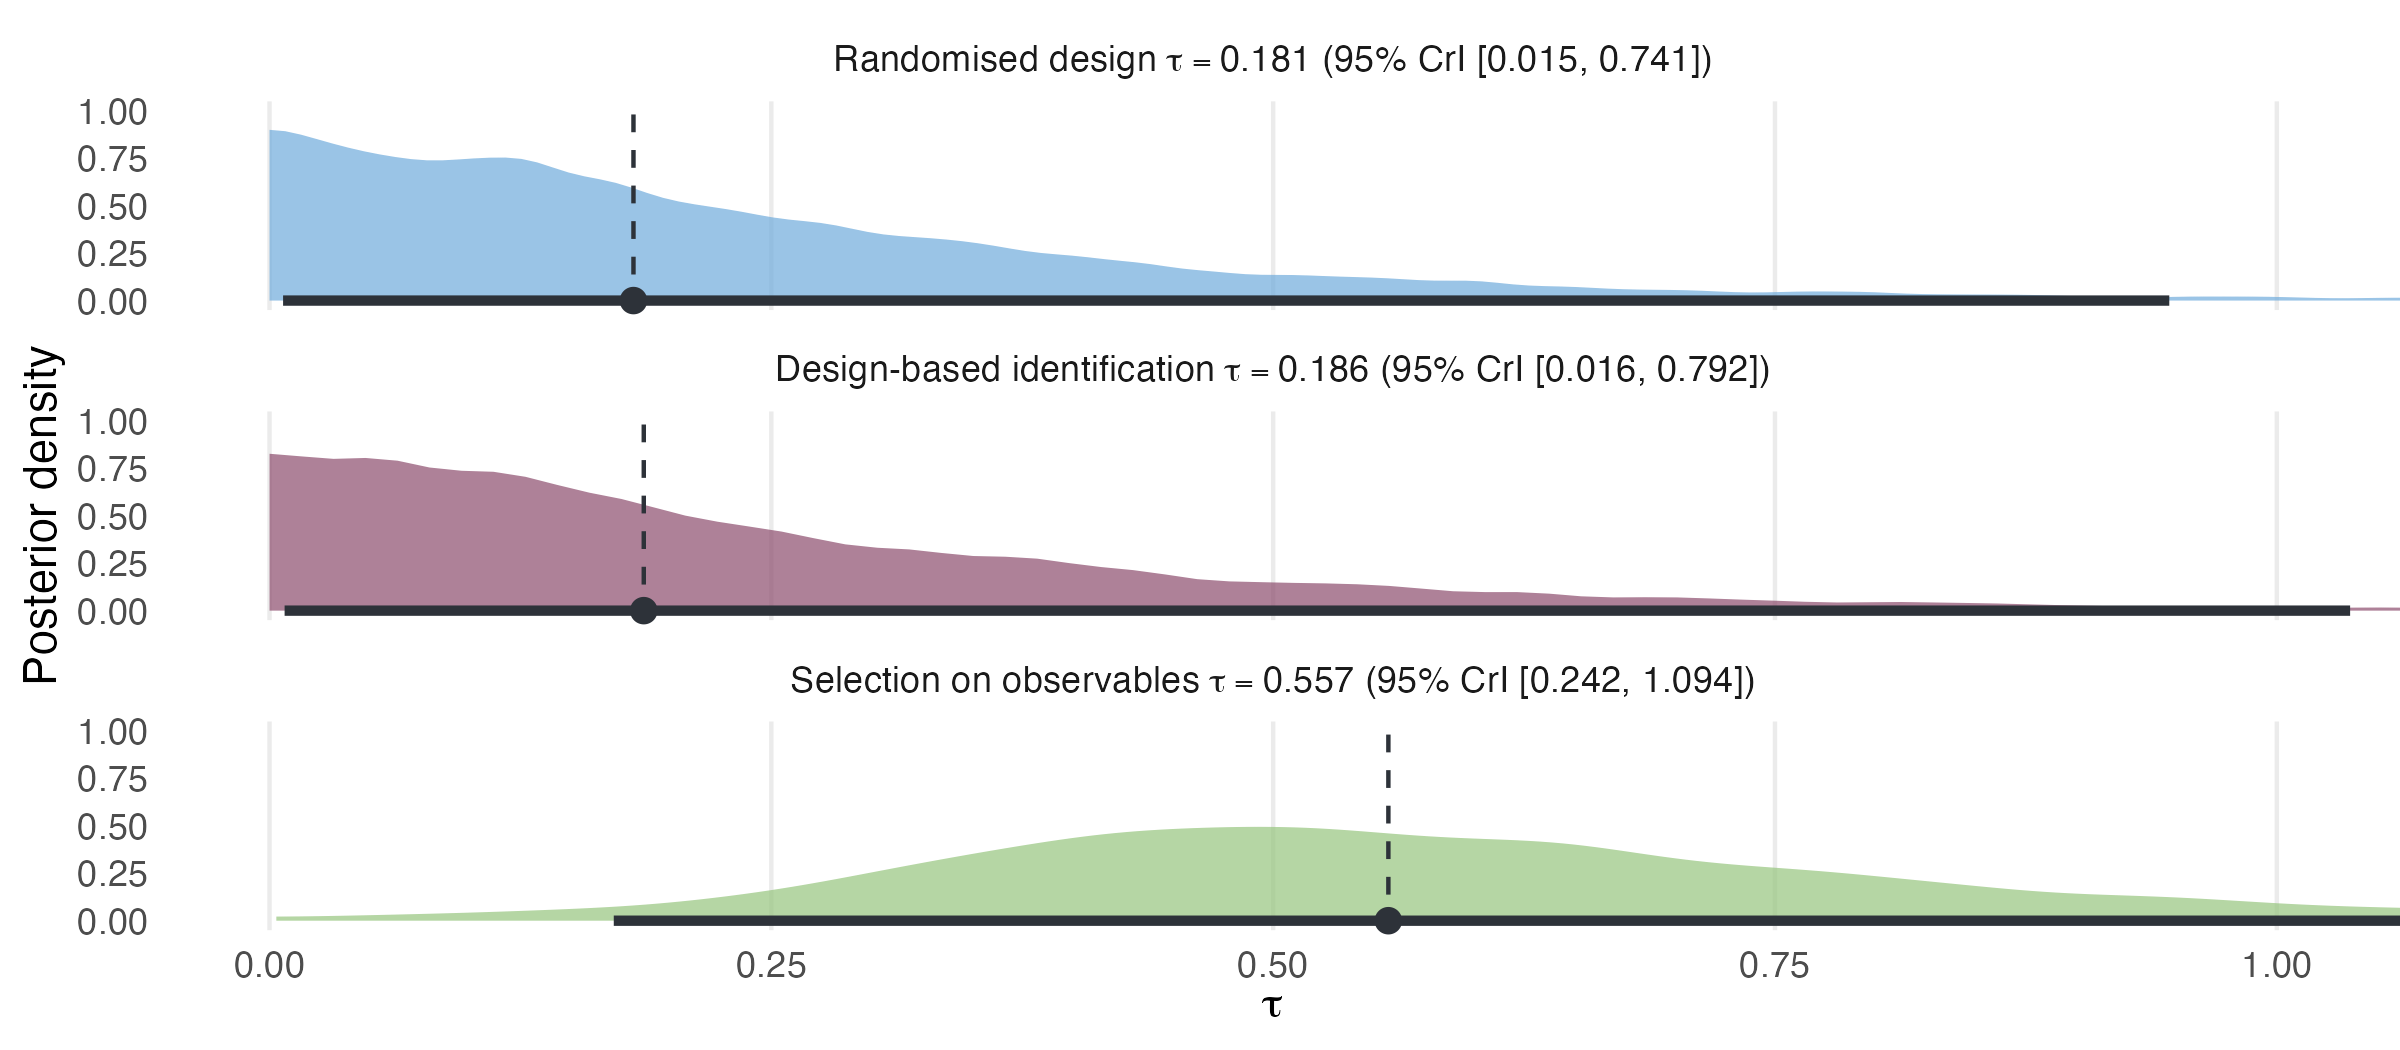 Randomised design τ = 0.181 (95% CrI [0.015, 0.741])
1.00
0.75
0.50
0.25
0.00
Design-based identification τ = 0.186 (95% CrI [0.016, 0.792])
1.00
0.75
0.50
0.25
0.00
Posterior density
Selection on observables τ = 0.557 (95% CrI [0.242, 1.094])
1.00
0.75
0.50
0.25
0.00
0.00 0.25 0.50 0.75 1.00
τ